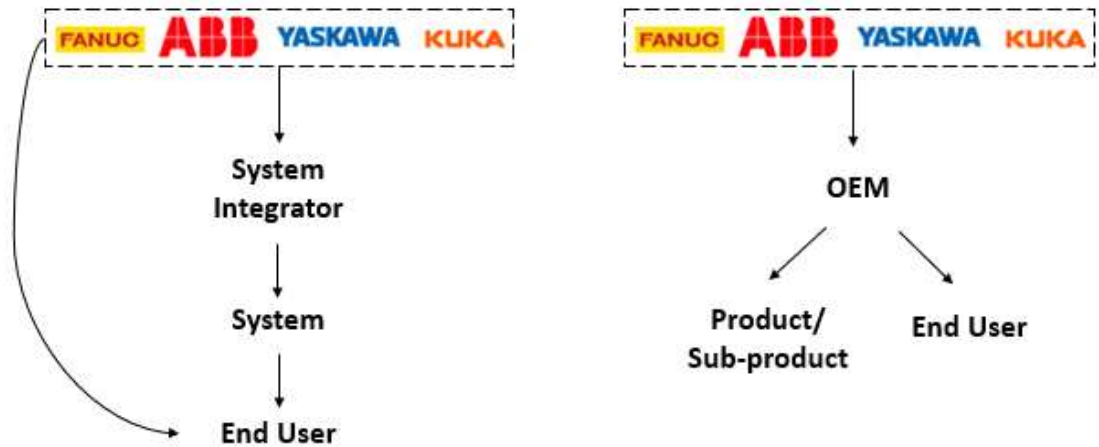 FANUC ABB YASKAWA KUKA
System
Integrator
System
End User
FANUC ABB YASKAWA KUKA
OEM
Product/
Sub-product
End User